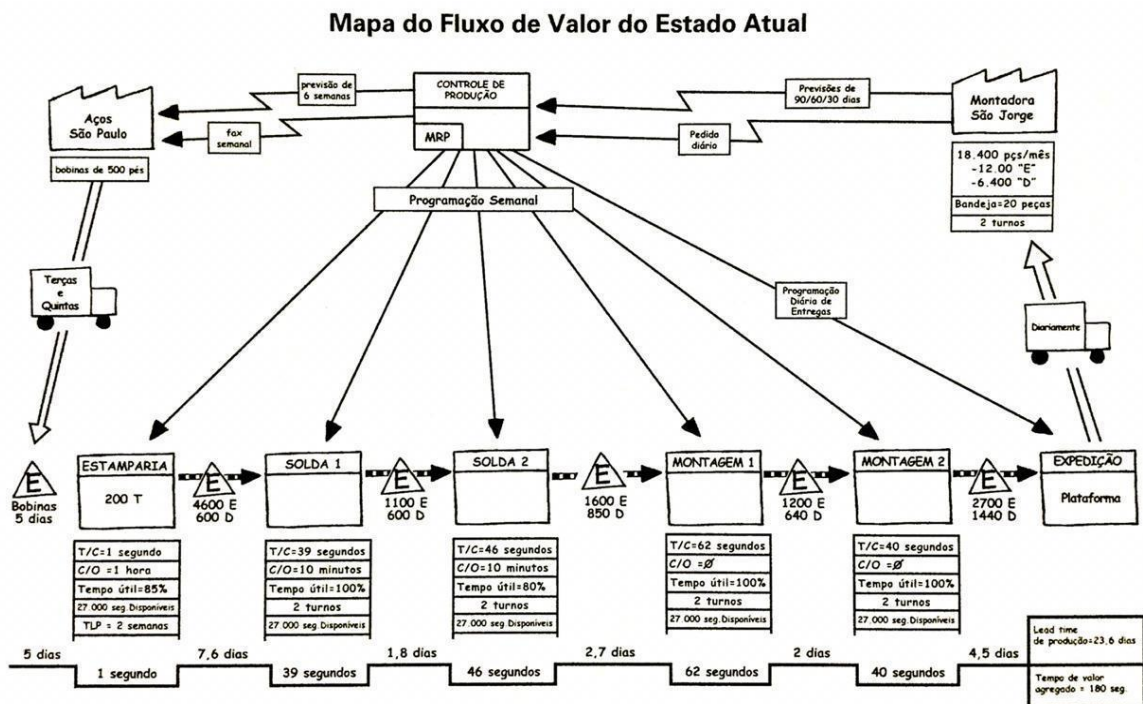 Mapa do Fluxo de Valor do Estado Atual
Aços
São Paulo
bobinas de 500 pés
previsão de
6 semanas
fax
semanal
CONTROLE DE
PRODUÇÃO
MRP
Previsões de
90/60/30 dias
Pedido
diário
Montadora
São Jorge
18.400 pçs/mês
-12.00 "E"
-6.400 "D"
Bandeja=20 peças
2 turnos
Programação Semanal
Terças
e
Quintas
Programação
Diária de
Entregas
Diariamente
E
Bobinas
5 dias
ESTAMPARIA
200 T
E
4600 E
600 D
SOLDA 1
E
1100 E
600 D
SOLDA 2
E
1600 E
850 D
MONTAGEM 1
E
1200 E
640 D
MONTAGEM 2
E
2700 E
1440 D
EXPEDIÇÃO
Plataforma
T/C=1 segundo
C/O =1 hora
Tempo útil=85%
27.000 seg.Disponíveis
TLP = 2 semanas
T/C=39 segundos
C/O=10 minutos
Tempo útil=100%
2 turnos
27.000 seg.Disponíveis
T/C=46 segundos
C/O=10 minutos
Tempo útil=80%
2 turnos
27.000 seg.Disponíveis
T/C=62 segundos
C/O =Ø
Tempo útil=100%
2 turnos
27.000 seg.Disponíveis
T/C=40 segundos
C/O =Ø
Tempo útil=100%
2 turnos
27.000 seg.Disponíveis
5 dias
1 segundo
7,6 dias
39 segundos
1,8 dias
46 segundos
2,7 dias
62 segundos
2 dias
40 segundos
4,5 dias
Lead time
de produção=23,6 dias
Tempo de valor
agregado = 180 seg.